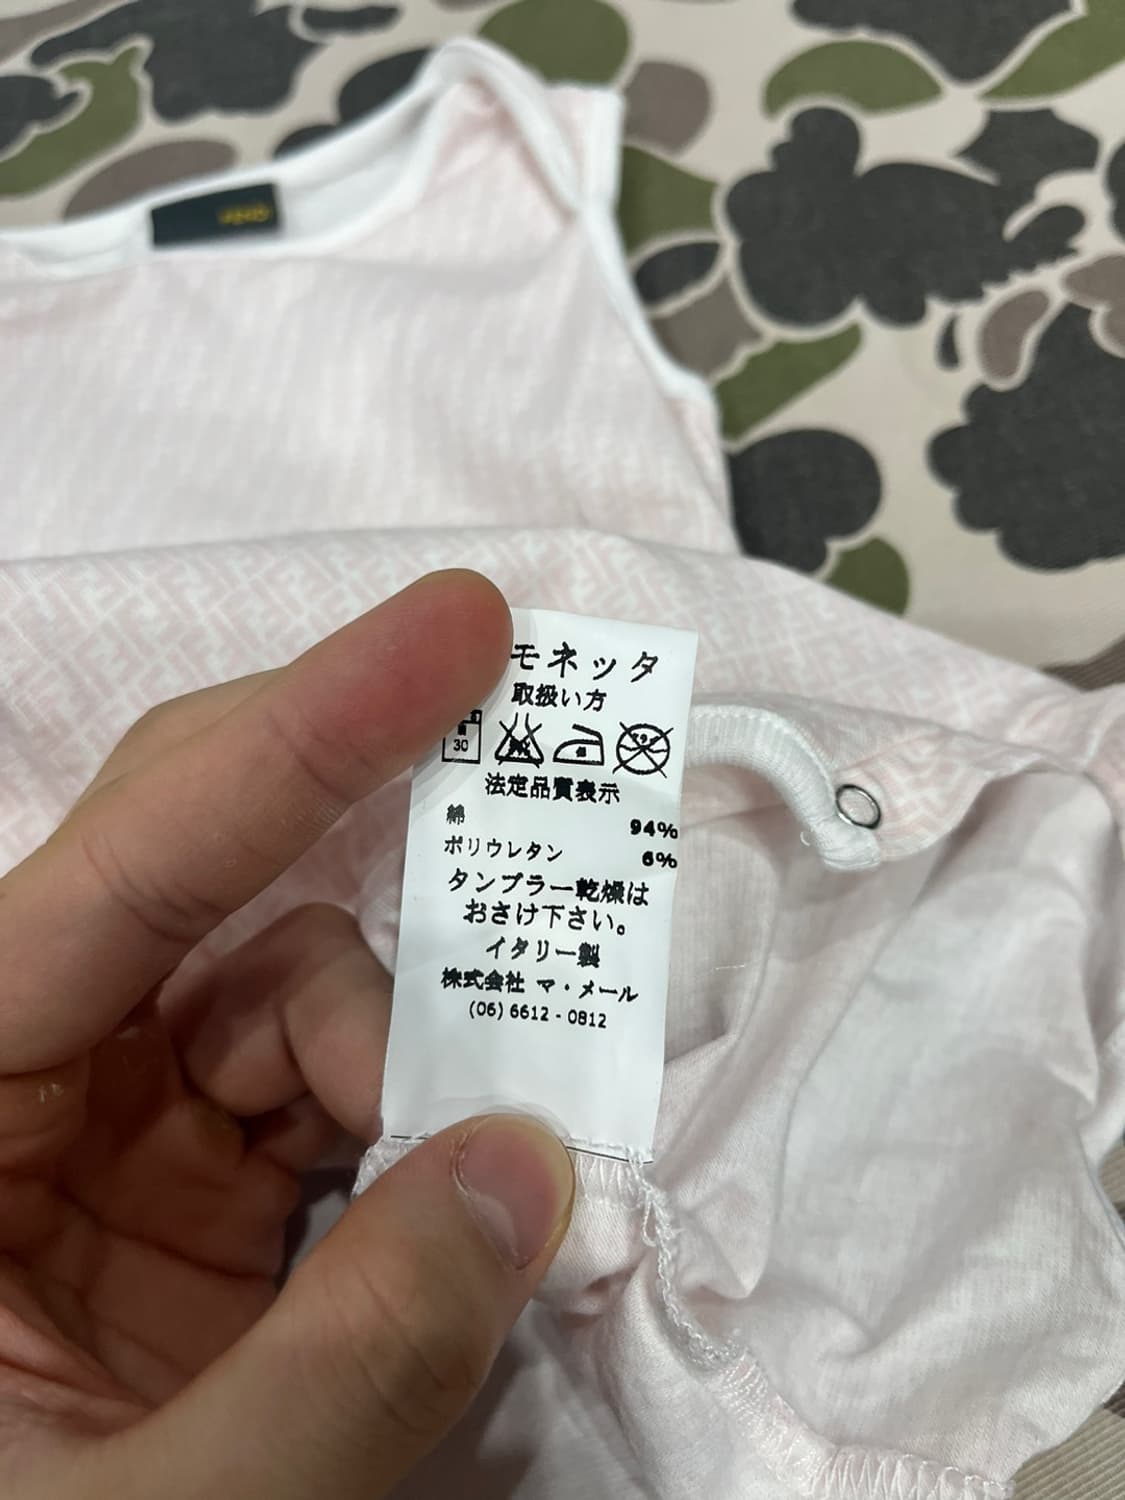 モネッタ
取扱い方
30
法定品質表示
綿 94%
ポリウレタン 6%
タンブラー乾燥は
おさけ下さい。
イタリー製
株式会社 マ・メール
(06) 6612 - 0812